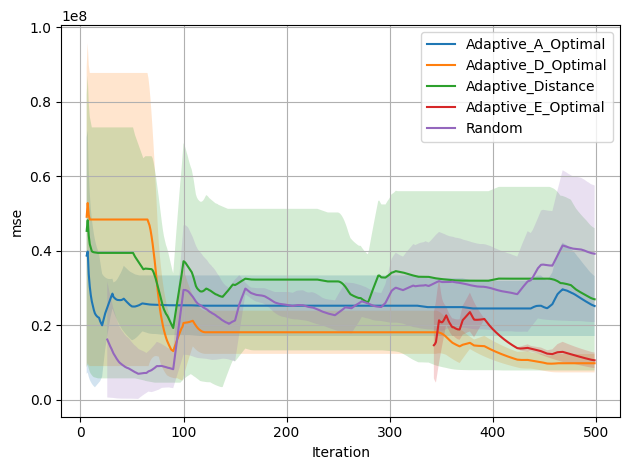 1e8
1.0
0.8
0.6
0.4
0.2
0.0
mse
0 100 200 300 400 500
Iteration
Adaptive_A_Optimal
Adaptive_D_Optimal
Adaptive_Distance
Adaptive_E_Optimal
Random